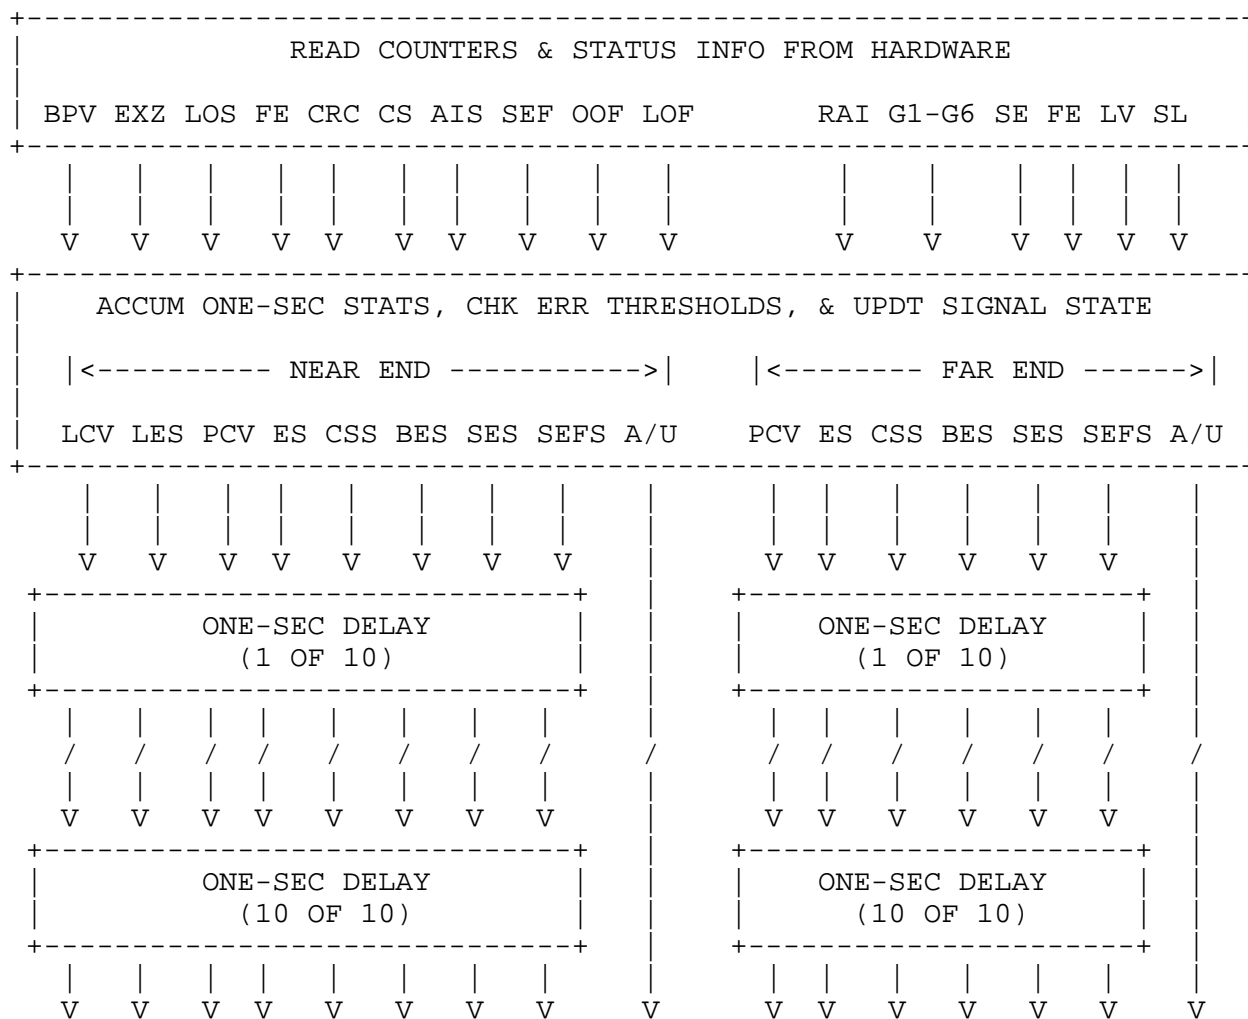 READ COUNTERS & STATUS INFO FROM HARDWARE
BPV EXZ LOS FE CRC CS AIS SEF OOF LOF RAI G1-G6 SE FE LV SL
V V V V V V V V V V V V V V V V
ACCUM ONE-SEC STATS, CHK ERR THRESHOLDS, & UPDT SIGNAL STATE
|<---------- NEAR END ----------->| |<-------- FAR END ------>|
LCV LES PCV ES CSS BES SES SEFS A/U PCV ES CSS BES SES SEFS A/U
V V V V V V V V V V V V V V
ONE-SEC DELAY ONE-SEC DELAY
(1 OF 10) (1 OF 10)
/ / / / / / / / / / / / / / / /
V V V V V V V V V V V V V V
ONE-SEC DELAY ONE-SEC DELAY
(10 OF 10) (10 OF 10)
V V V V V V V V V V V V V V V V